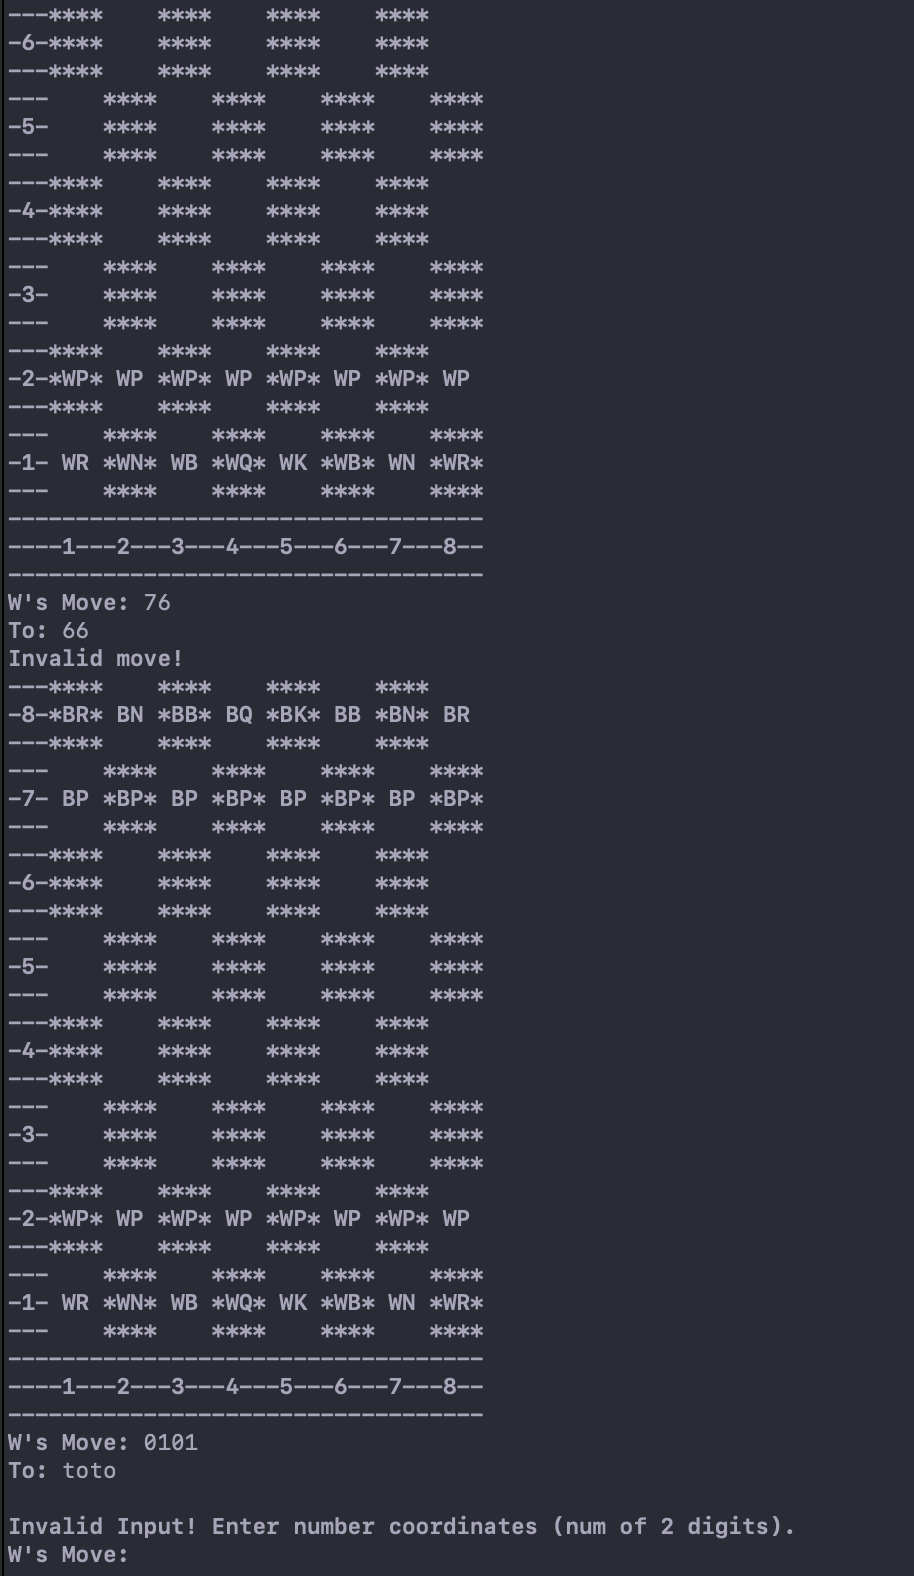 ---****    ****    ****    ****
-6-****    ****    ****    ****
---****    ****    ****    ****
---    ****    ****    ****    ****
-5-    ****    ****    ****    ****
---    ****    ****    ****    ****
---****    ****    ****    ****
-4-****    ****    ****    ****
---****    ****    ****    ****
---    ****    ****    ****    ****
-3-    ****    ****    ****    ****
---    ****    ****    ****    ****
---****    ****    ****    ****
-2-*WP* WP *WP* WP *WP* WP *WP* WP
---****    ****    ****    ****
---    ****    ****    ****    ****
-1- WR *WN* WB *WQ* WK *WB* WN *WR*
---    ****    ****    ****    ****
-----------------------------------
----1---2---3---4---5---6---7---8--
-----------------------------------
W's Move: 76
To: 66
Invalid move!
---****    ****    ****    ****
-8-*BR* BN *BB* BQ *BK* BB *BN* BR
---****    ****    ****    ****
---    ****    ****    ****    ****
-7- BP *BP* BP *BP* BP *BP* BP *BP*
---    ****    ****    ****    ****
---****    ****    ****    ****
-6-****    ****    ****    ****
---****    ****    ****    ****
---    ****    ****    ****    ****
-5-    ****    ****    ****    ****
---    ****    ****    ****    ****
---****    ****    ****    ****
-4-****    ****    ****    ****
---****    ****    ****    ****
---    ****    ****    ****    ****
-3-    ****    ****    ****    ****
---    ****    ****    ****    ****
---****    ****    ****    ****
-2-*WP* WP *WP* WP *WP* WP *WP* WP
---****    ****    ****    ****
---    ****    ****    ****    ****
-1- WR *WN* WB *WQ* WK *WB* WN *WR*
---    ****    ****    ****    ****
-----------------------------------
----1---2---3---4---5---6---7---8--
-----------------------------------
W's Move: 0101
To: toto
Invalid Input! Enter number coordinates (num of 2 digits).
W's Move: